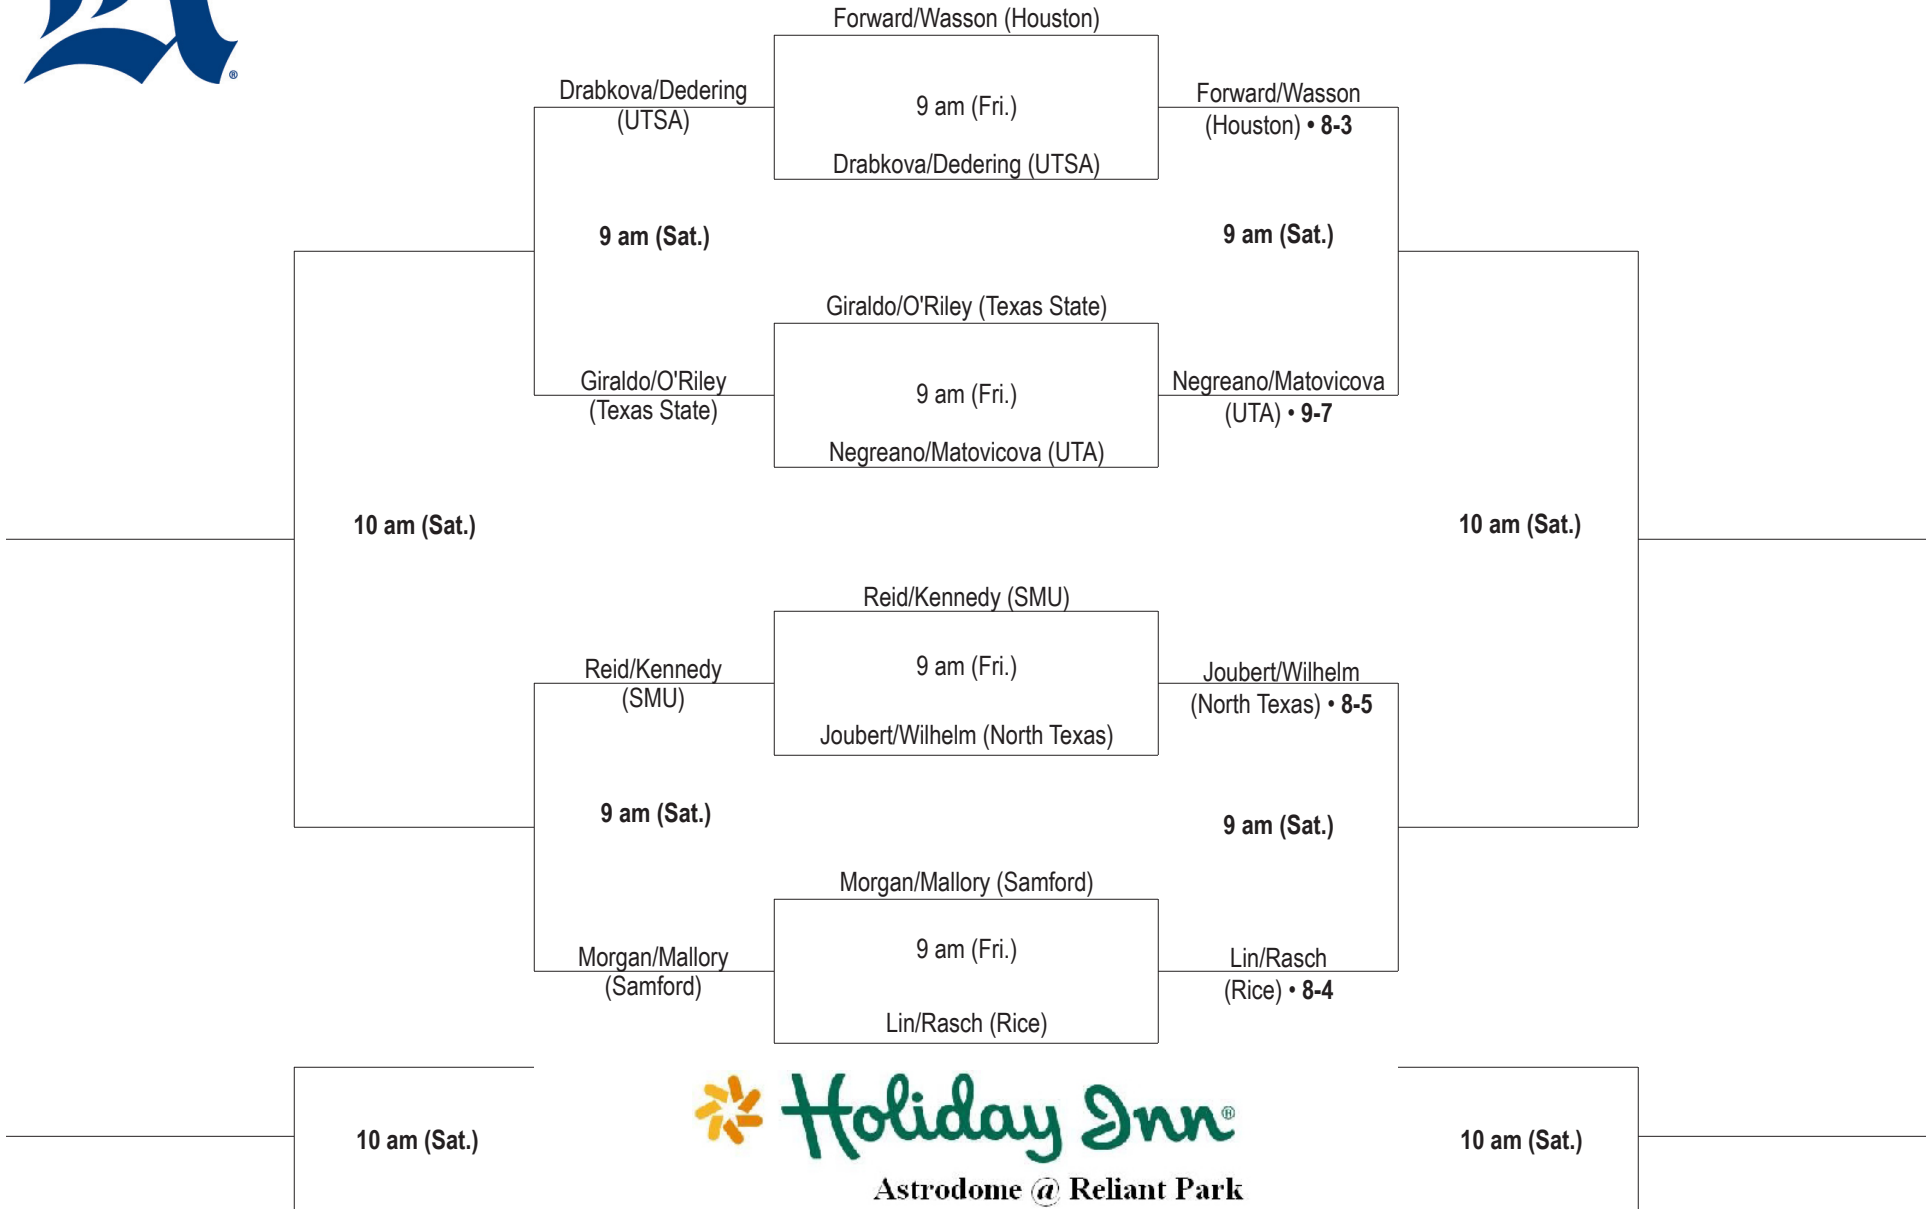 Forward/Wasson (Houston)
Drabkova/Dedering
(UTSA)
9 am (Fri.)
Forward/Wasson
(Houston) • 8-3
Drabkova/Dedering (UTSA)
9 am (Sat.)
9 am (Sat.)
Giraldo/O'Riley (Texas State)
Giraldo/O'Riley
(Texas State)
9 am (Fri.)
Negreano/Matovicova
(UTA) • 9-7
Negreano/Matovicova (UTA)
10 am (Sat.)
10 am (Sat.)
Reid/Kennedy (SMU)
Reid/Kennedy
(SMU)
9 am (Fri.)
Joubert/Wilhelm
(North Texas) • 8-5
Joubert/Wilhelm (North Texas)
9 am (Sat.)
9 am (Sat.)
Morgan/Mallory (Samford)
Morgan/Mallory
(Samford)
9 am (Fri.)
Lin/Rasch
(Rice) • 8-4
Lin/Rasch (Rice)
10 am (Sat.)
Holiday Inn®
10 am (Sat.)
Astrodome @ Reliant Park